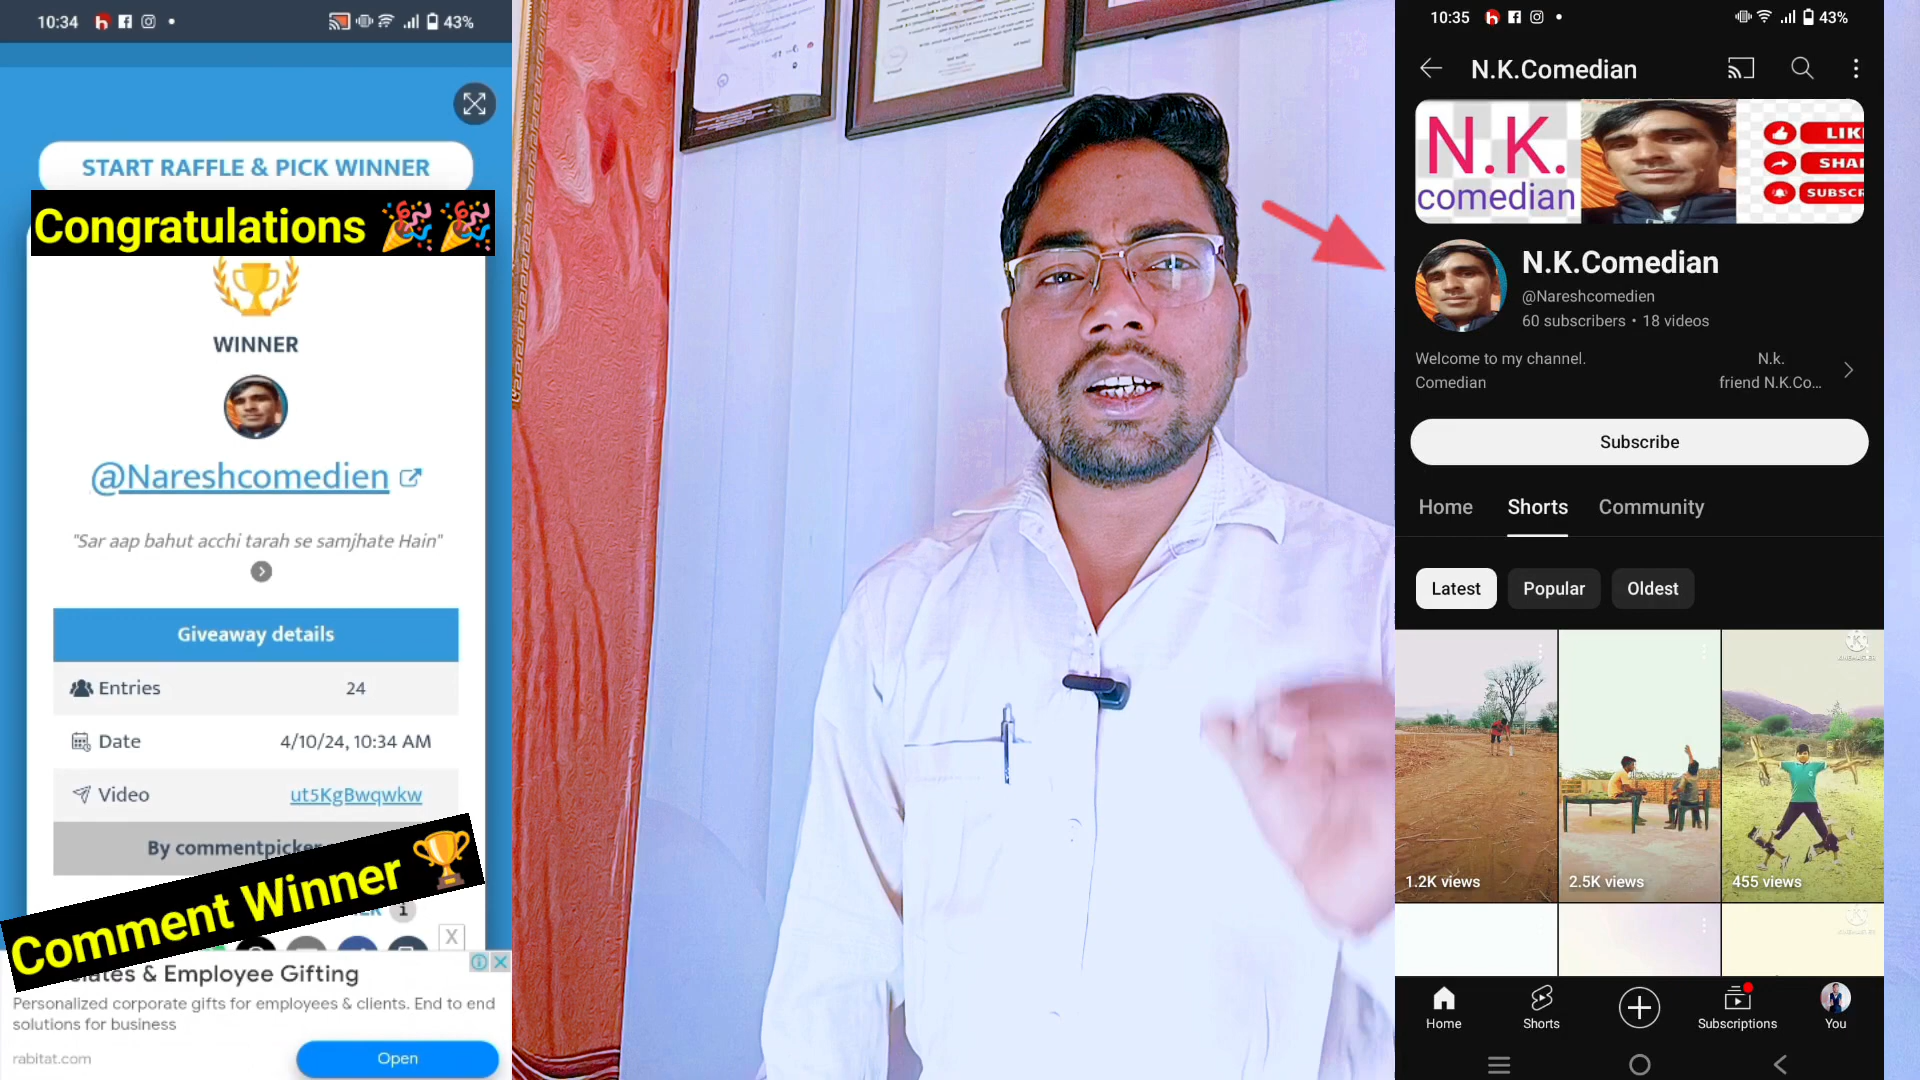 10:34
43%
START RAFFLE & PICK WINNER
Congratulations 🎉🎉
WINNER
@Nareshcomedien
"Sar aap bahut acchi tarah se samjhate Hain"
Giveaway details
Entries 24
Date 4/10/24, 10:34 AM
Video ut5KgBwqwkw
By commentpicker
Comment Winner 🏆
X
& Employee Gifting
Personalized corporate gifts for employees & clients. End to end
solutions for business
rabitat.com
Open
10:35
43%
N.K.Comedian
N.K.
comedian
LIK
SHA
SUBSCR
N.K.Comedian
@Nareshcomedien
60 subscribers • 18 videos
Welcome to my channel. N.k.
Comedian friend N.K.Co...
Subscribe
Home Shorts Community
Latest Popular Oldest
1.2K views 2.5K views 455 views
Home Shorts Subscriptions You